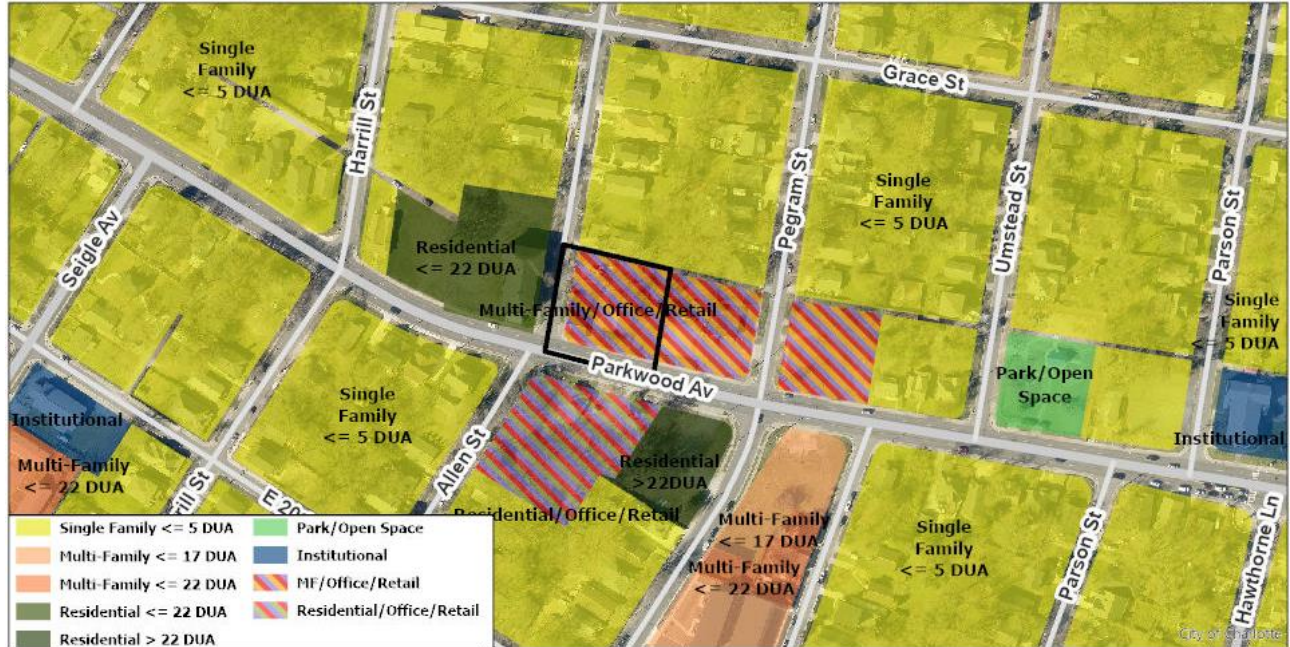 Single
Family
<= 5 DUA
Grace St
Harrill St
Seigle Av
Pegram St
Single
Family
<= 5 DUA
Umstead St
Parson St
Residential
<= 22 DUA
Multi-Family/Office/Retail
Single
Family
<= 5 DUA
Parkwood Av
Park/Open
Space
Single
Family
<= 5 DUA
Institutional
Institutional
Multi-Family
<= 22 DUA
rill St
E 20
Allen St
Residential
>22DUA
Residential/Office/Retail
Multi-Family
<= 17 DUA
Multi-Family
<= 22 DUA
Single
Family
<= 5 DUA
Parson St
Hawthorne Ln
Single Family <= 5 DUA
Park/Open Space
Multi-Family <= 17 DUA
Institutional
Multi-Family <= 22 DUA
MF/Office/Retail
Residential <= 22 DUA
Residential/Office/Retail
Residential > 22 DUA
City of Charlotte